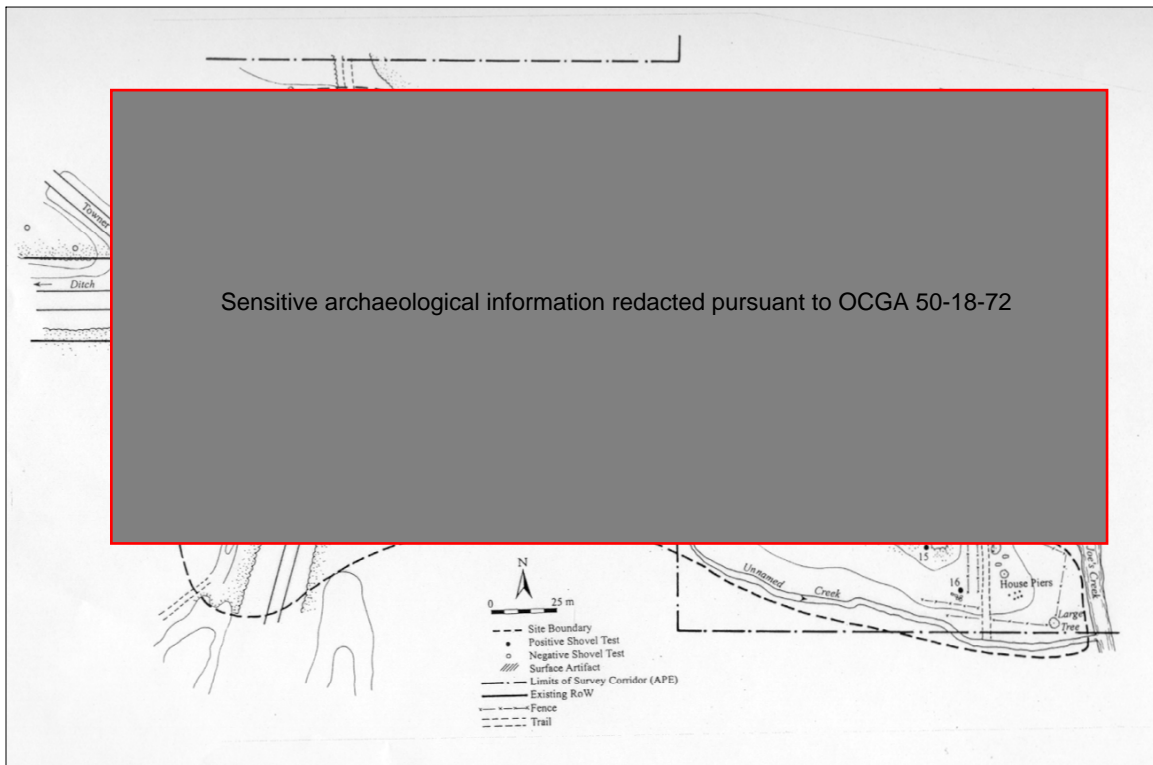 Towner
Ditch
Sensitive archaeological information redacted pursuant to OCGA 50-18-72
15
16
House Piers
Unnamed
Creek
Large
Tree
Joe's Creek
N
0 25 m
Site Boundary
Positive Shovel Test
Negative Shovel Test
Surface Artifact
Limits of Survey Corridor (APE)
Existing RoW
Fence
Trail